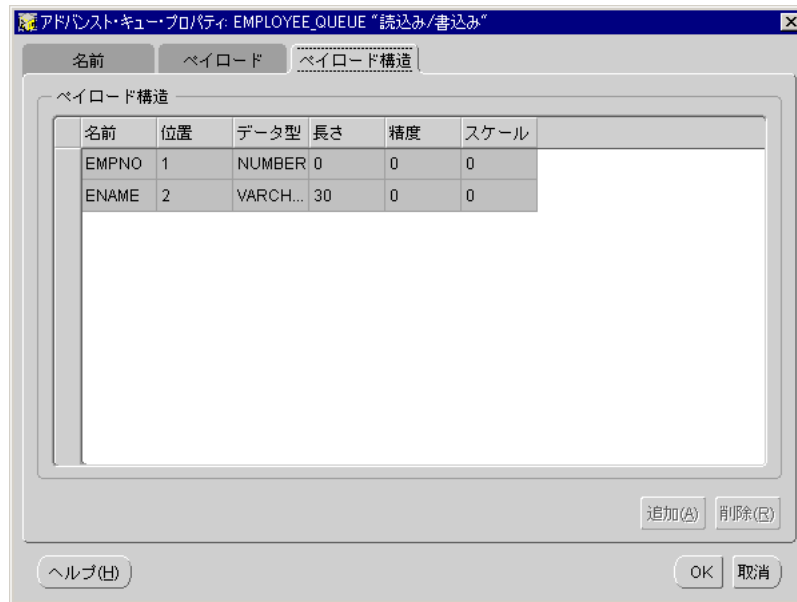 アドバンスト・キュー・プロパティ: EMPLOYEE_QUEUE “読込み/書込み“
名前 ペイロード ペイロード構造
ペイロード構造
名前 位置 データ型 長さ 精度 スケール
EMPNO 1 NUMBER 0 0 0
ENAME 2 VARCH... 30 0 0
追加(A) 削除(R)
ヘルプ(H) OK 取消